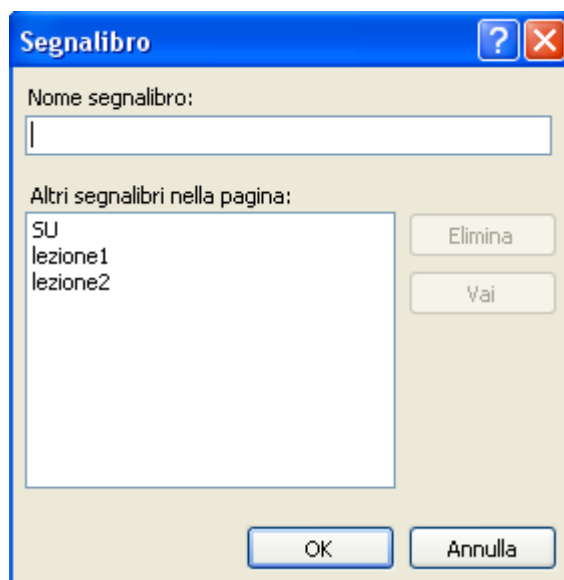 Segnalibro
?
Nome segnalibro:
Altri segnalibri nella pagina:
SU
lezione1
lezione2
Elimina
Vai
OK
Annulla